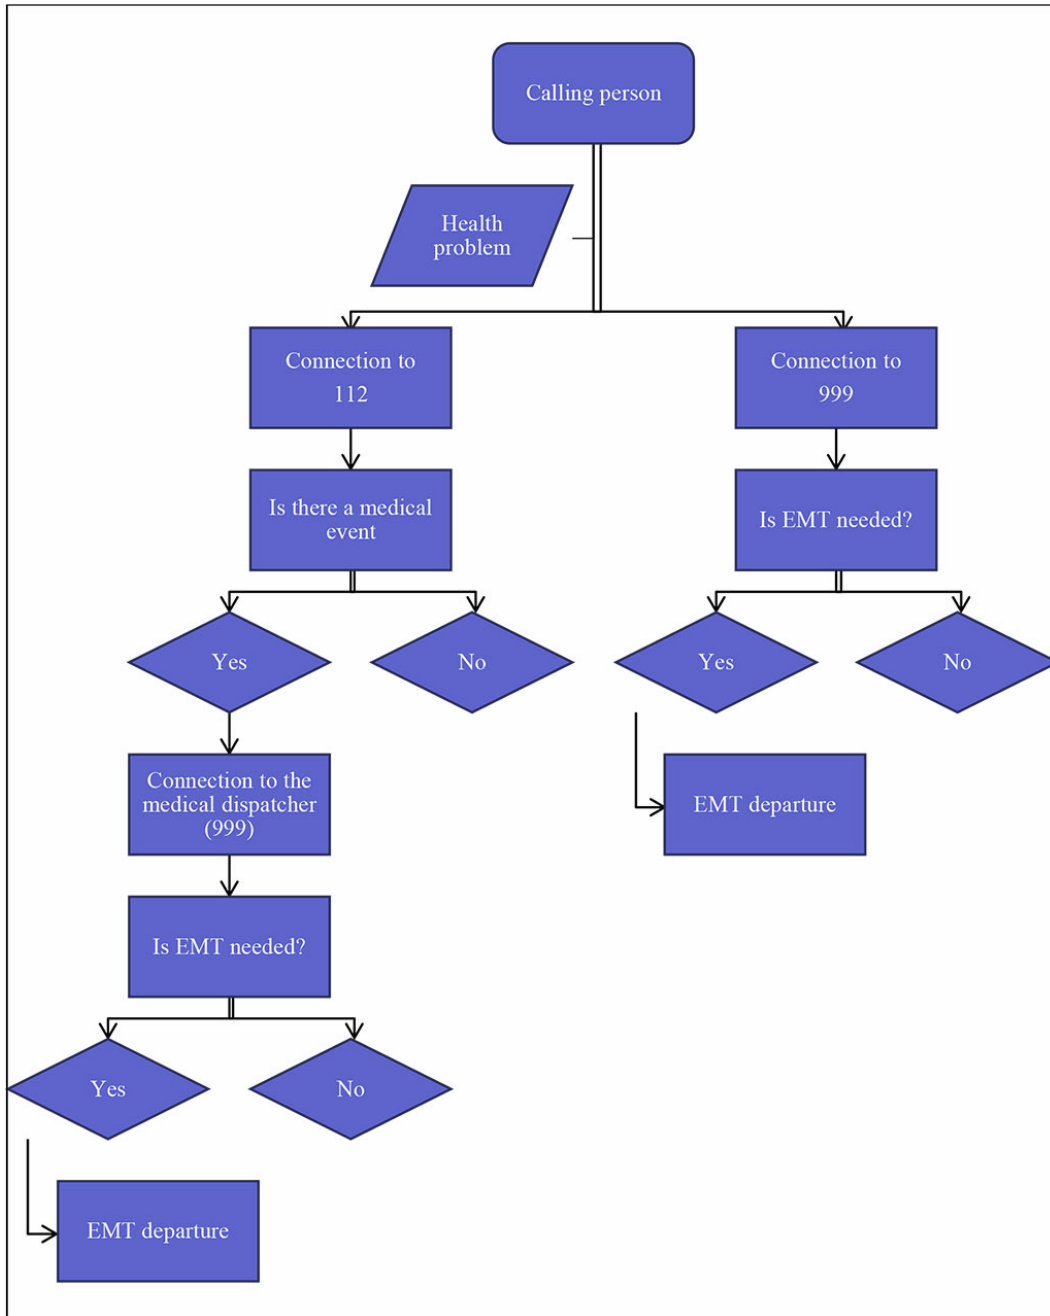 Calling person
Health
problem
Connection to
112
Connection to
999
Is there a medical
event
Is EMT needed?
Yes
No
Yes
No
Connection to the
medical dispatcher
(999)
EMT departure
Is EMT needed?
Yes
No
EMT departure